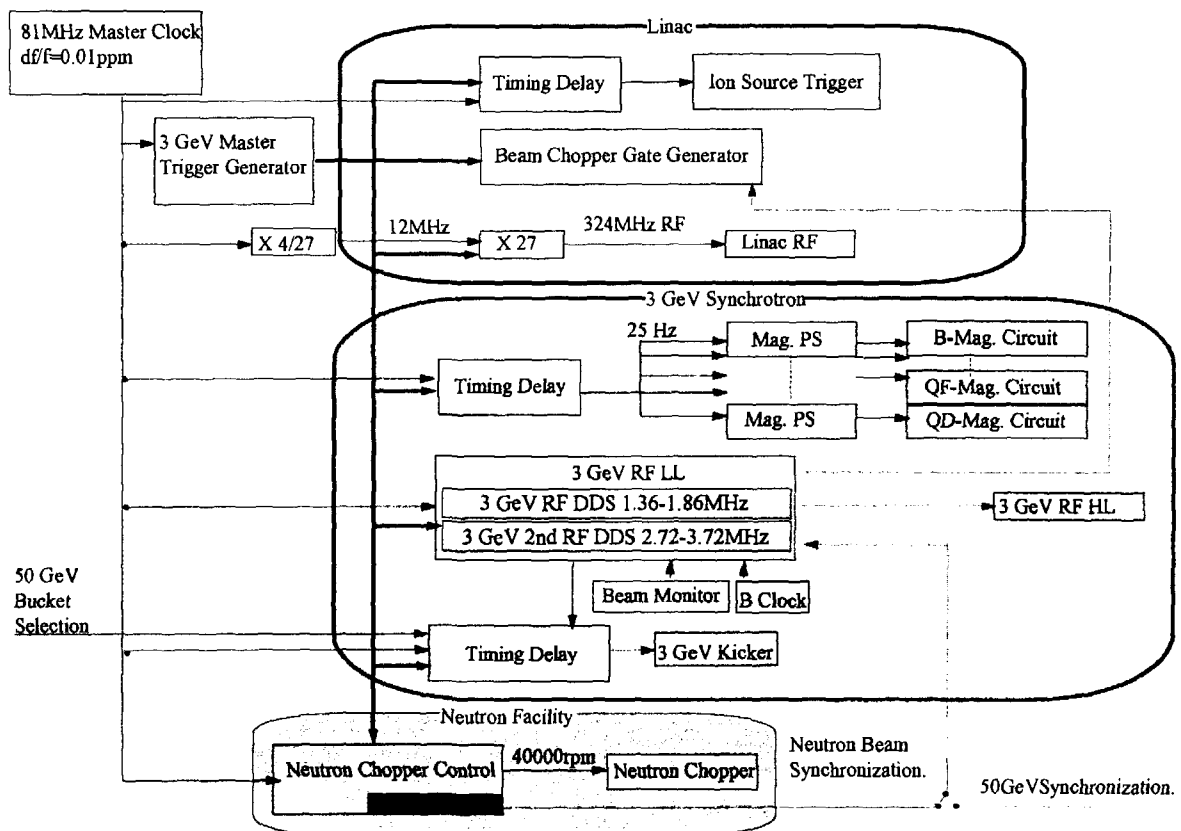 81MHz Master Clock
df/f=0.01ppm
Linac
Timing Delay
Ion Source Trigger
3 GeV Master
Trigger Generator
Beam Chopper Gate Generator
X 4/27
12MHz
X 27
324MHz RF
Linac RF
3 GeV Synchrotron
25 Hz
Mag. PS
B-Mag. Circuit
Timing Delay
QF-Mag. Circuit
Mag. PS
QD-Mag. Circuit
3 GeV RF LL
3 GeV RF DDS 1.36-1.86MHz
3 GeV RF HL
3 GeV 2nd RF DDS 2.72-3.72MHz
50 GeV
Bucket
Selection
Beam Monitor
B Clock
Timing Delay
3 GeV Kicker
Neutron Facility
Neutron Chopper Control
40000rpm
Neutron Chopper
Neutron Beam
Synchronization.
50GeVSynchronization.